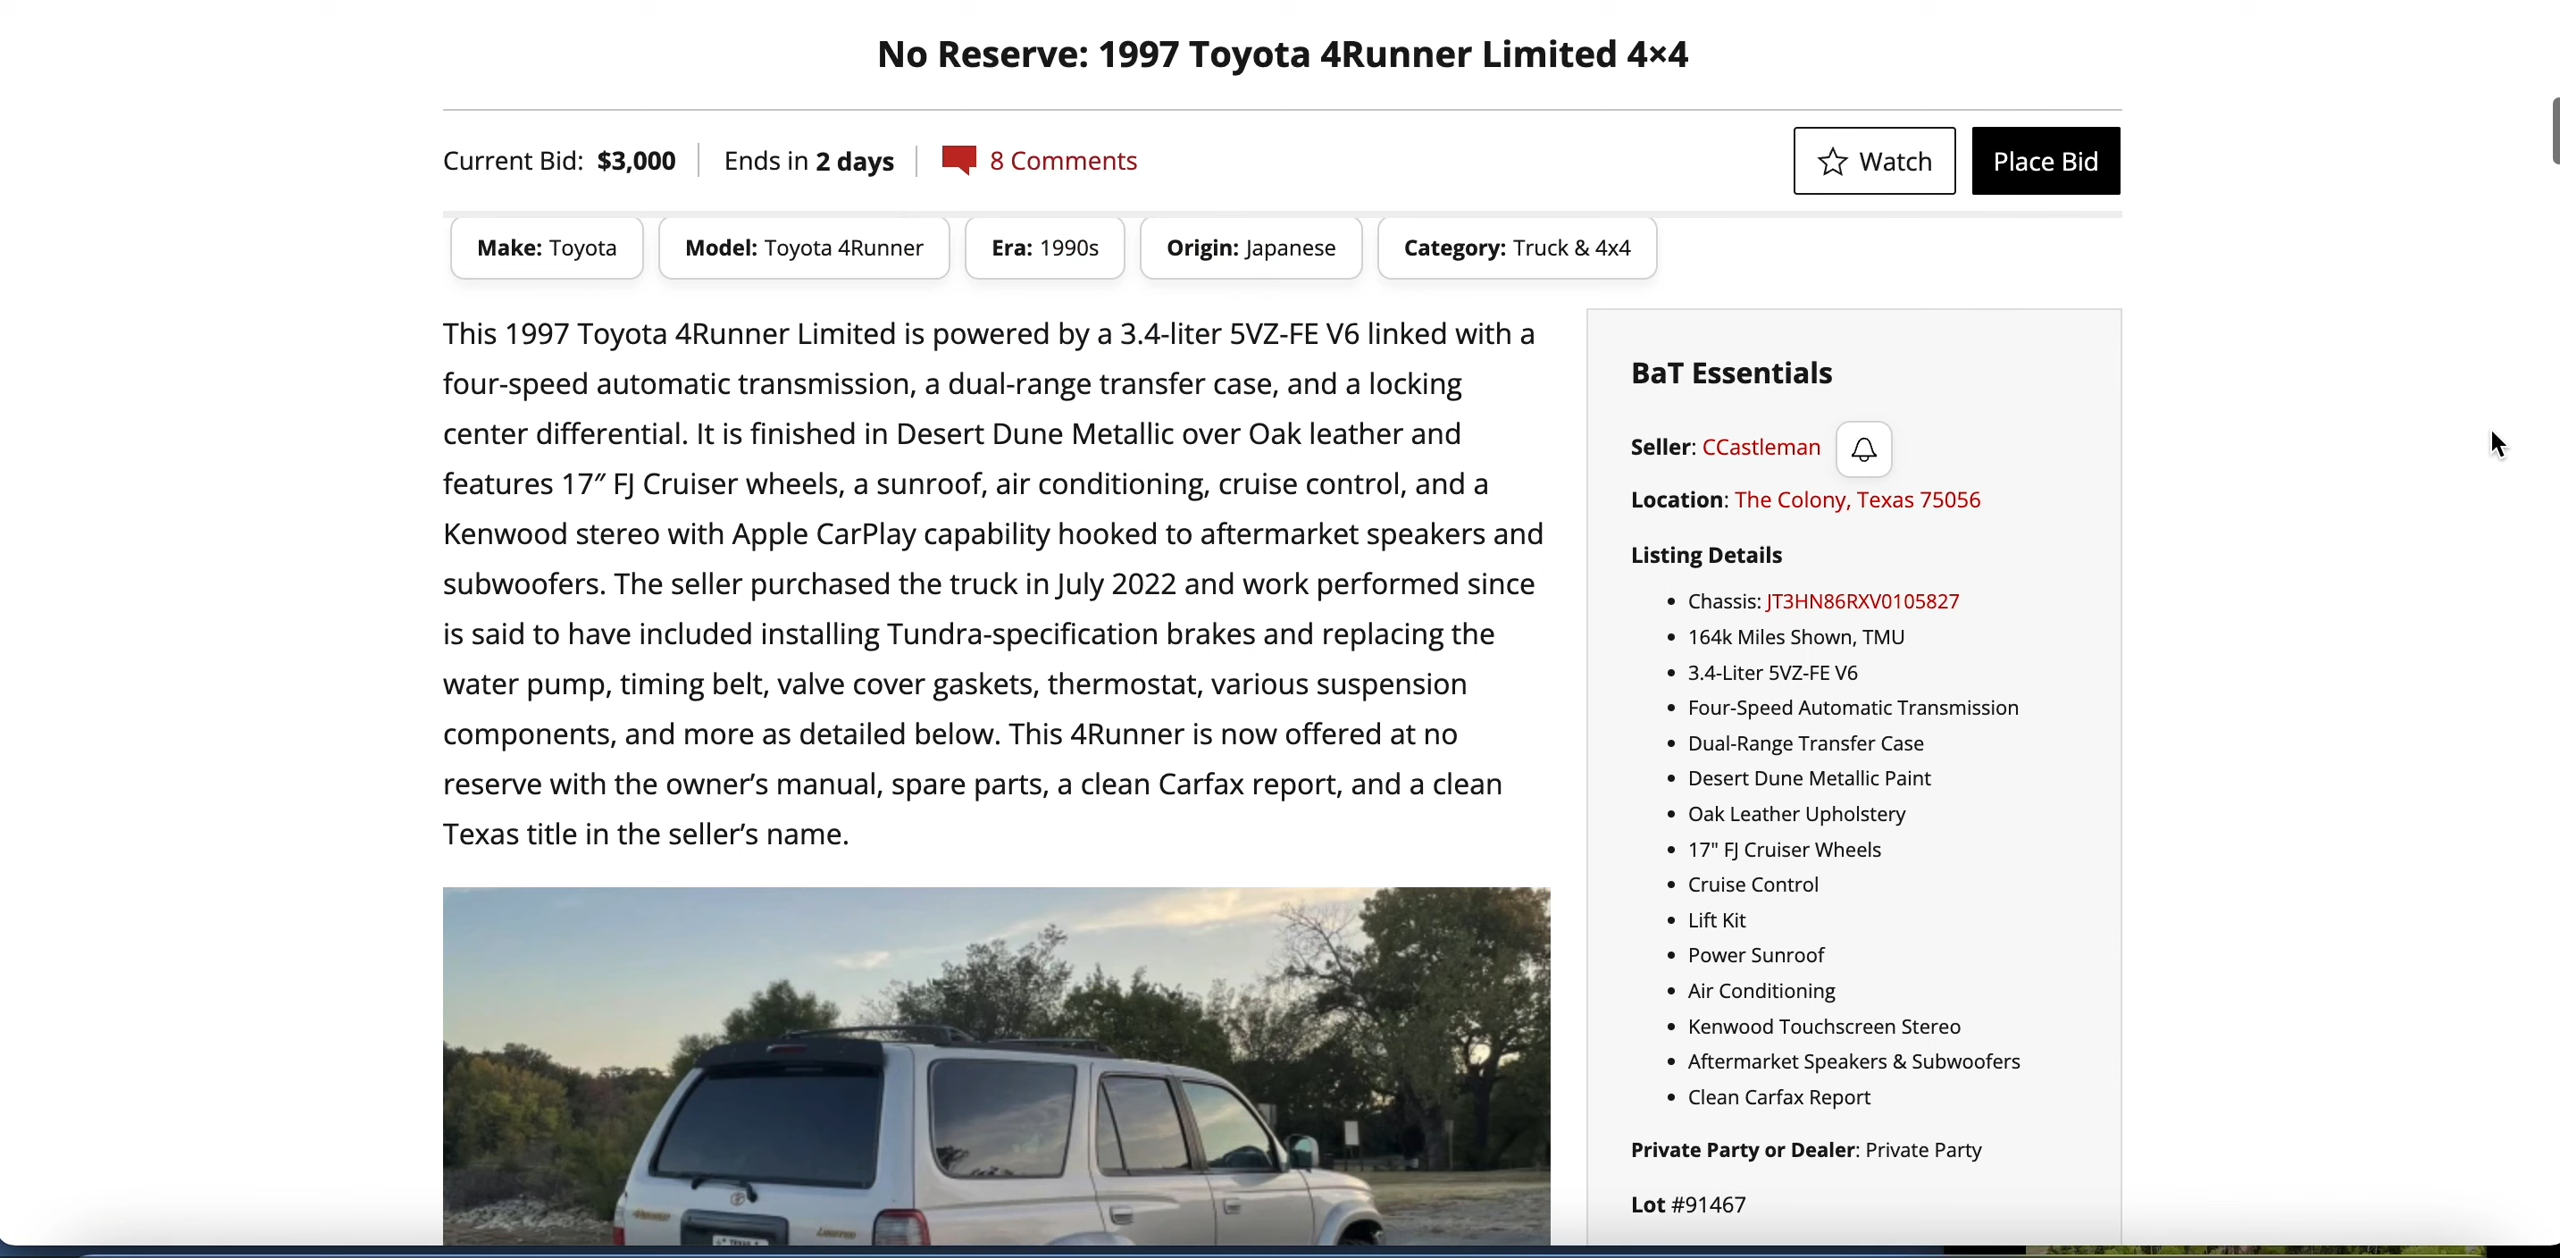 No Reserve: 1997 Toyota 4Runner Limited 4×4
Current Bid: $3,000
Ends in 2 days
8 Comments
Watch
Place Bid
Make: Toyota
Model: Toyota 4Runner
Era: 1990s
Origin: Japanese
Category: Truck & 4x4
This 1997 Toyota 4Runner Limited is powered by a 3.4-liter 5VZ-FE V6 linked with a
four-speed automatic transmission, a dual-range transfer case, and a locking
center differential. It is finished in Desert Dune Metallic over Oak leather and
features 17″ FJ Cruiser wheels, a sunroof, air conditioning, cruise control, and a
Kenwood stereo with Apple CarPlay capability hooked to aftermarket speakers and
subwoofers. The seller purchased the truck in July 2022 and work performed since
is said to have included installing Tundra-specification brakes and replacing the
water pump, timing belt, valve cover gaskets, thermostat, various suspension
components, and more as detailed below. This 4Runner is now offered at no
reserve with the owner’s manual, spare parts, a clean Carfax report, and a clean
Texas title in the seller’s name.
BaT Essentials
Seller: CCastleman
Location: The Colony, Texas 75056
Listing Details
Chassis: JT3HN86RXV0105827
164k Miles Shown, TMU
3.4-Liter 5VZ-FE V6
Four-Speed Automatic Transmission
Dual-Range Transfer Case
Desert Dune Metallic Paint
Oak Leather Upholstery
17" FJ Cruiser Wheels
Cruise Control
Lift Kit
Power Sunroof
Air Conditioning
Kenwood Touchscreen Stereo
Aftermarket Speakers & Subwoofers
Clean Carfax Report
Private Party or Dealer: Private Party
Lot #91467